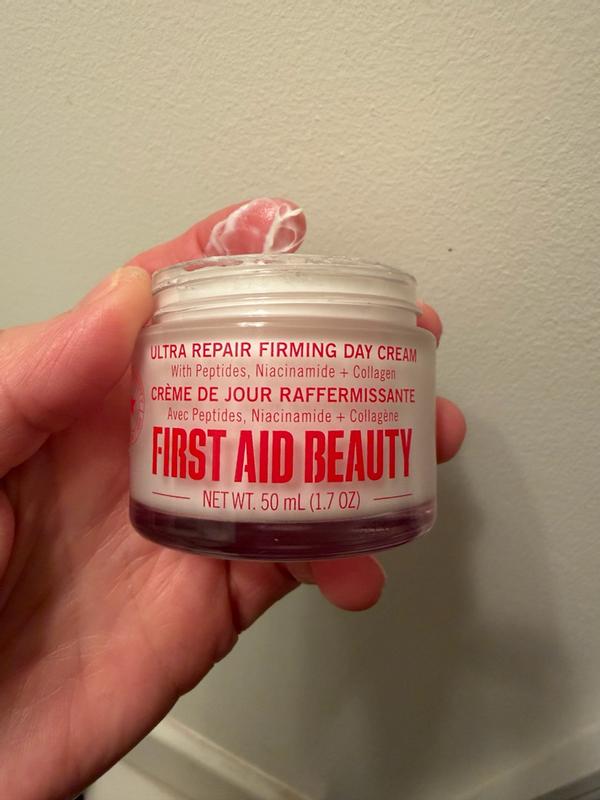 ULTRA REPAIR FIRMING DAY CREAM
With Peptides, Niacinamide + Collagen
CRÈME DE JOUR RAFFERMISSANTE
Avec Peptides, Niacinamide + Collagène
FIRST AID BEAUTY
NET WT. 50 mL (1.7 OZ)